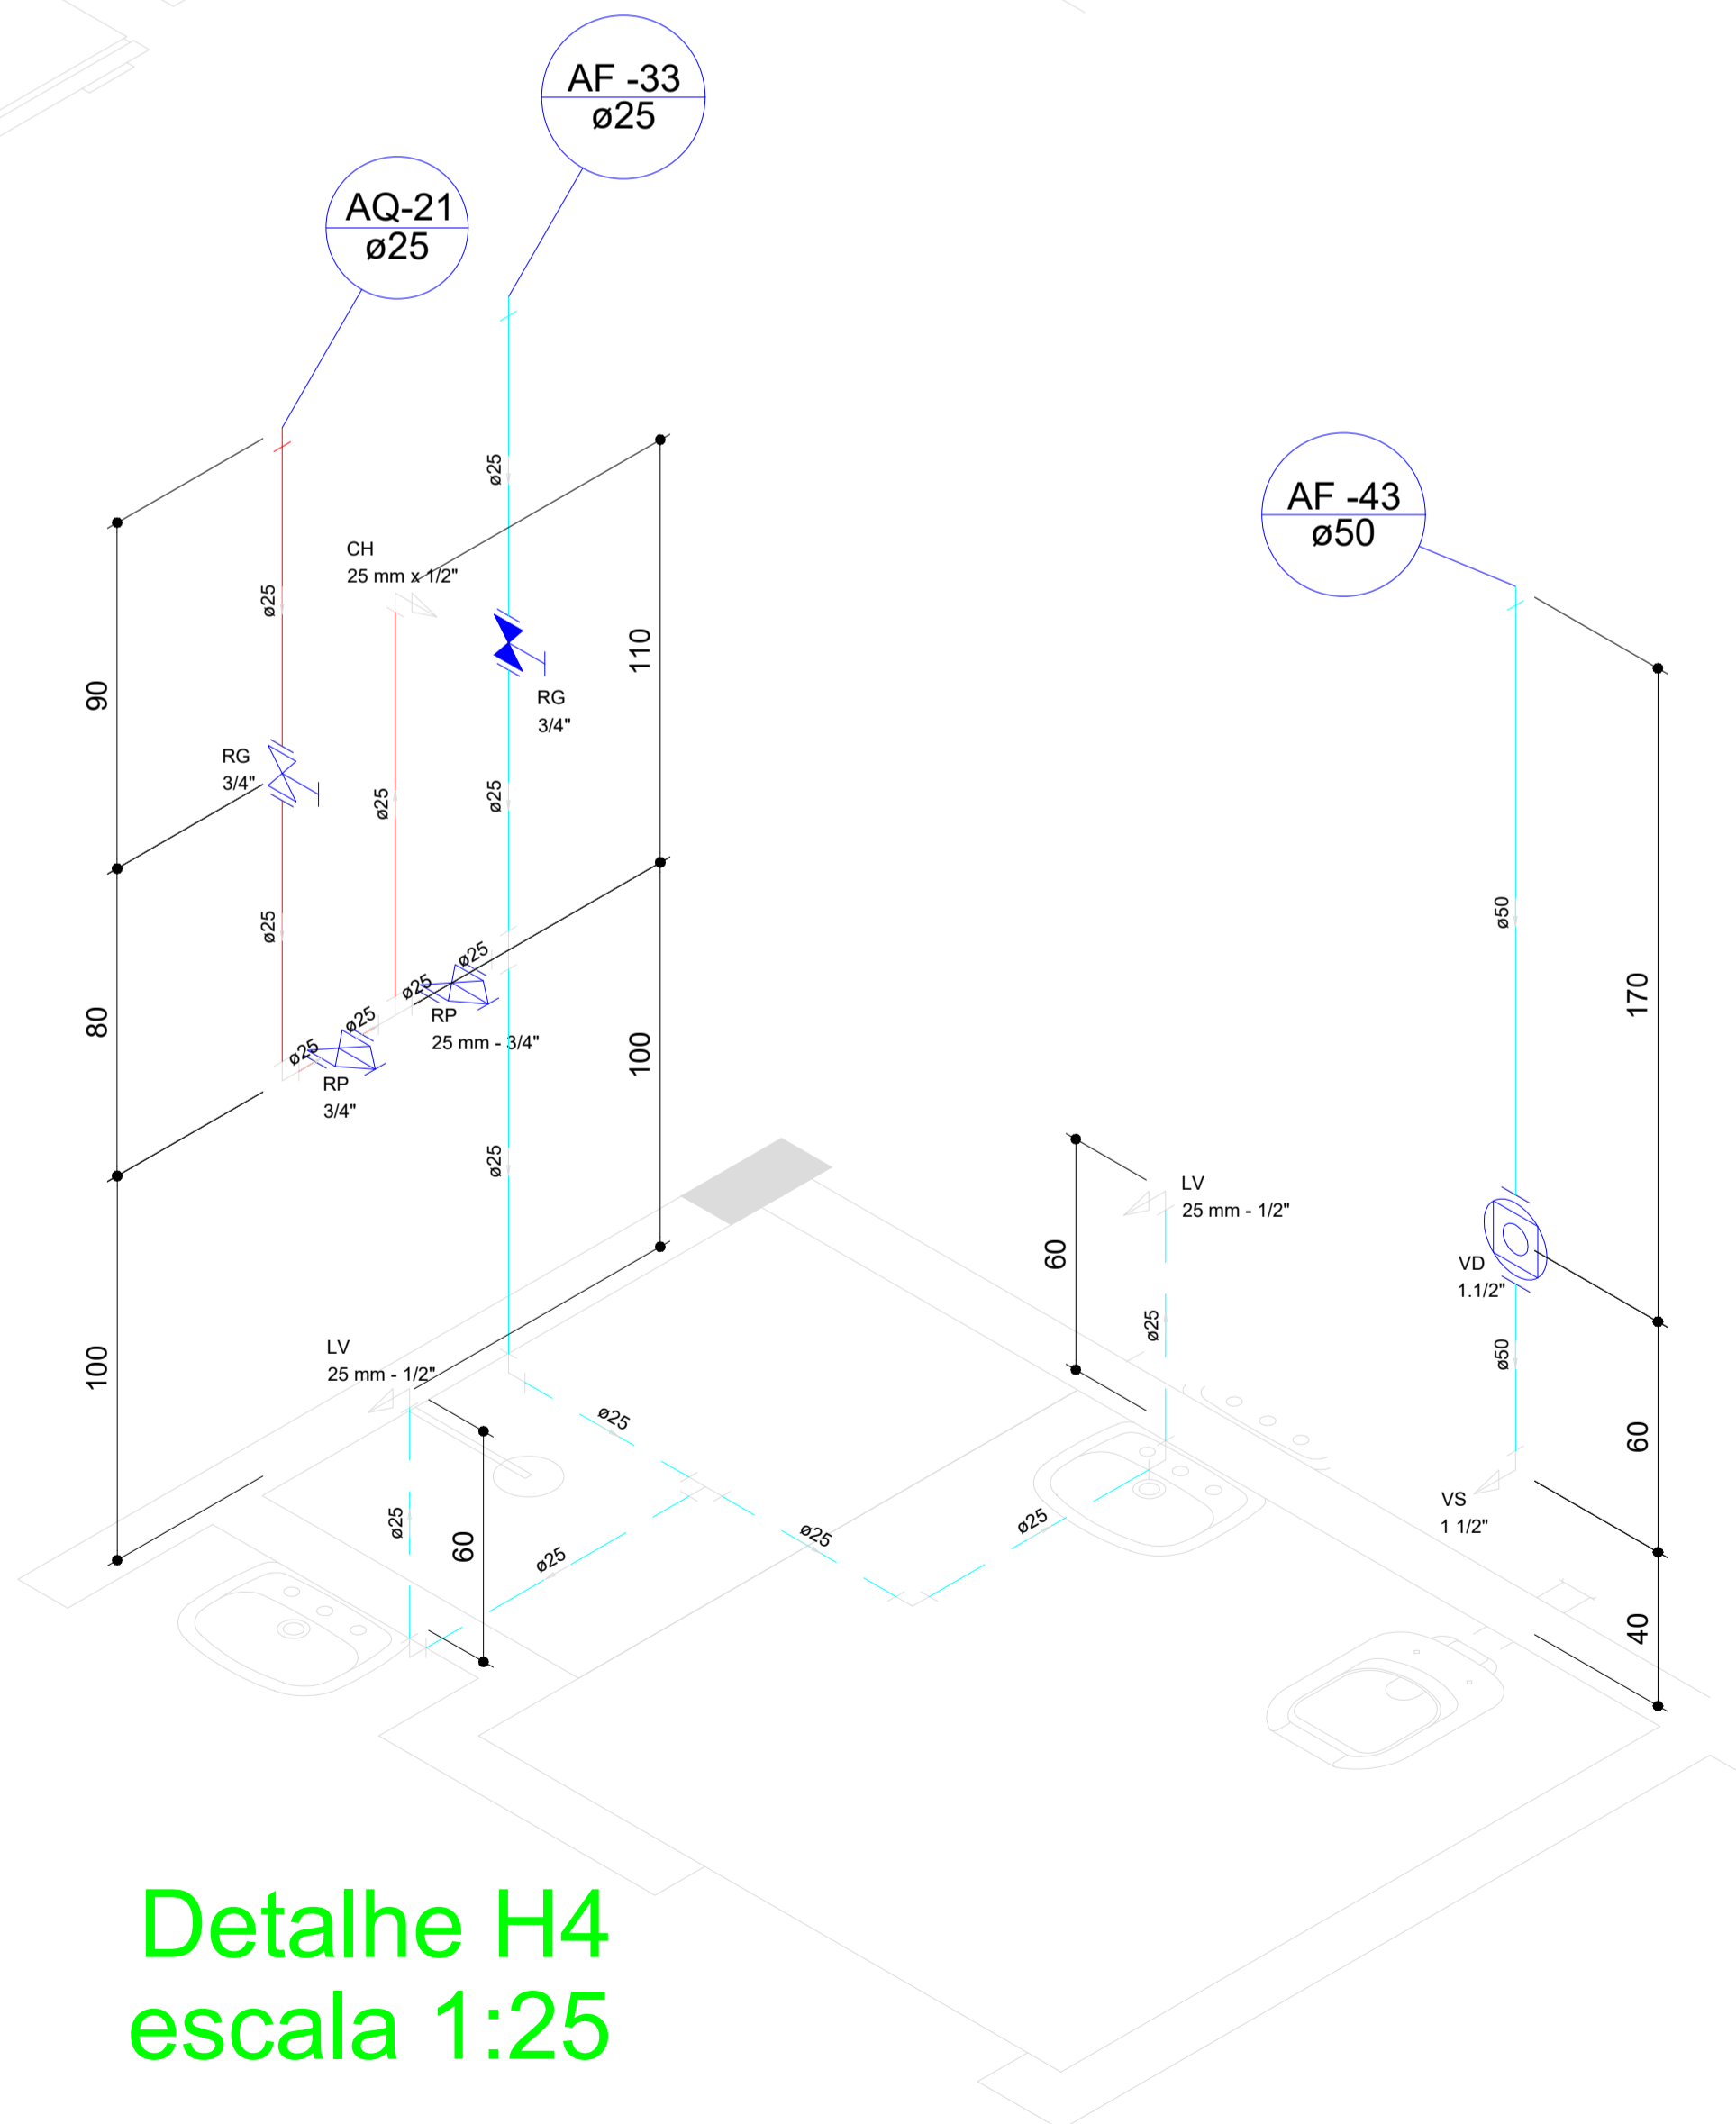 AF -33
ø25
AQ-21
ø25
AF -43
ø50
ø25
CH
25 mm x 1/2"
ø25
110
90
RG
3/4"
RG
3/4"
ø25
ø25
ø50
ø25
ø25
ø25
170
RP
25 mm - 3/4"
ø25
80
ø25
100
RP
3/4"
ø25
LV
25 mm - 1/2"
60
VD
1.1/2"
ø25
ø50
LV
25 mm - 1/2"
100
ø25
60
VS
1 1/2"
ø25
60
ø25
ø25
ø25
40
Detalhe H4
escala 1:25